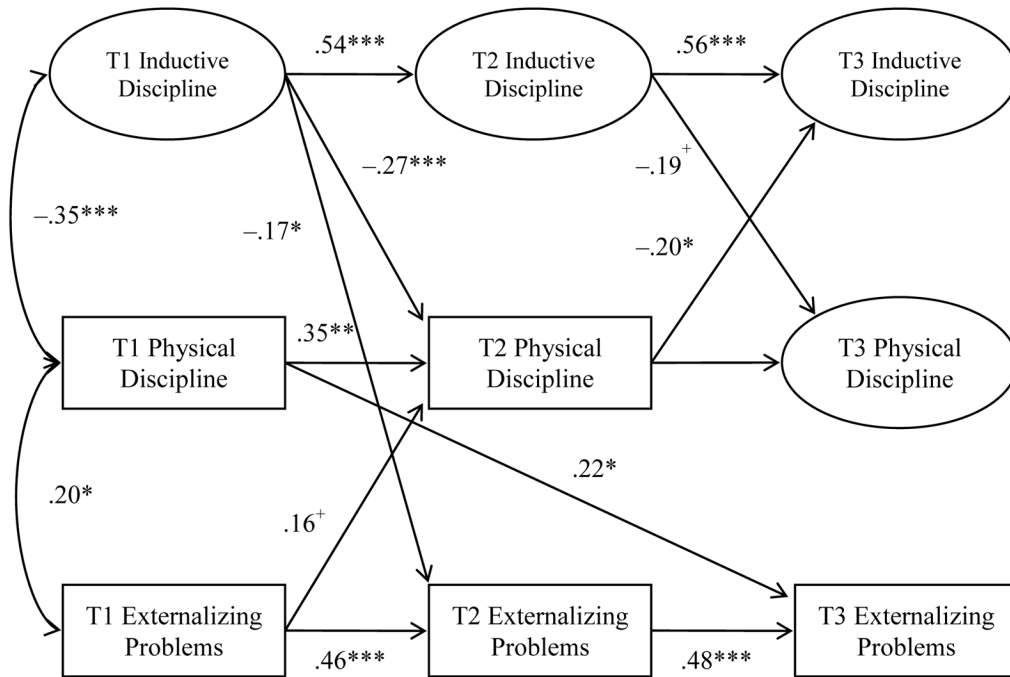 .54***
.56***
T1 Inductive
Discipline
T2 Inductive
Discipline
T3 Inductive
Discipline
–.27***
–.19+
–.35***
–.17*
–.20*
.35**
T1 Physical
Discipline
T2 Physical
Discipline
T3 Physical
Discipline
.22*
.20*
.16+
T1 Externalizing
Problems
T2 Externalizing
Problems
T3 Externalizing
Problems
.46***
.48***